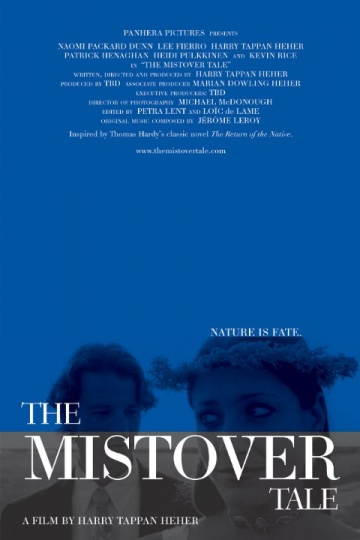 PANHERA PICTURES PRESENTS
NAOMI PACKARD DUNN LEE FIERRO HARRY TAPPAN HEHER
PATRICK HENAGHAN HEIDI PULKKINEN AND KEVIN RICE
IN "THE MISTOVER TALE"
WRITTEN, DIRECTED AND PRODUCED BY HARRY TAPPAN HEHER
PRODUCED BY TBD ASSOCIATE PRODUCER MARIAN DOWLING HEHER
EXECUTIVE PRODUCERS: TBD
DIRECTOR OF PHOTOGRAPHY MICHAEL McDONOUGH
EDITED BY PETRA LENT AND LOÏC de LAME
ORIGINAL MUSIC COMPOSED BY JÉRÔME LEROY
Inspired by Thomas Hardy's classic novel The Return of the Native.
www.themistovertale.com
NATURE IS FATE.
THE
MISTOVER
TALE
A FILM BY HARRY TAPPAN HEHER